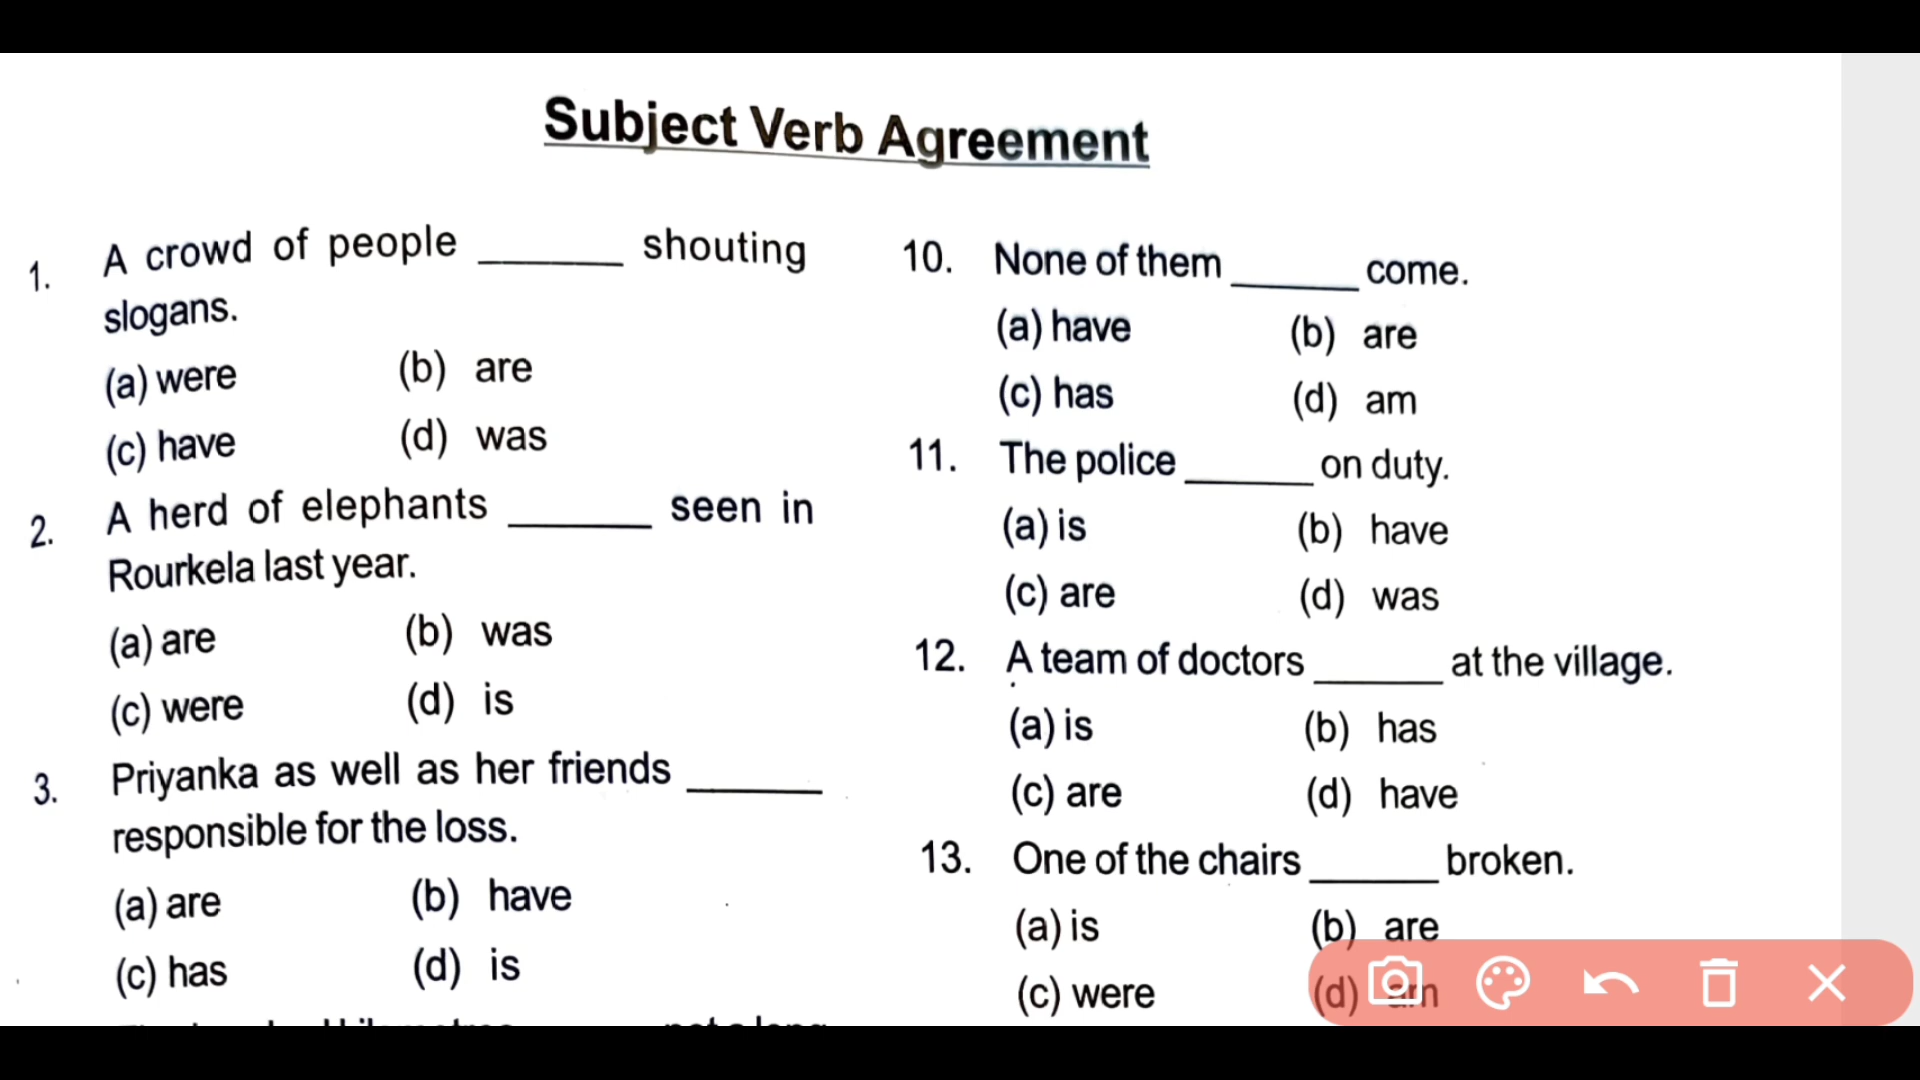 Subject Verb Agreement
1. A crowd of people ______ shouting
slogans.
(a) were (b) are
(c) have (d) was
2. A herd of elephants ______ seen in
Rourkela last year.
(a) are (b) was
(c) were (d) is
3. Priyanka as well as her friends ______
responsible for the loss.
(a) are (b) have
(c) has (d) is
10. None of them ______ come.
(a) have (b) are
(c) has (d) am
11. The police ______ on duty.
(a) is (b) have
(c) are (d) was
12. A team of doctors ______ at the village.
(a) is (b) has
(c) are (d) have
13. One of the chairs ______ broken.
(a) is (b) are
(c) were (d) am